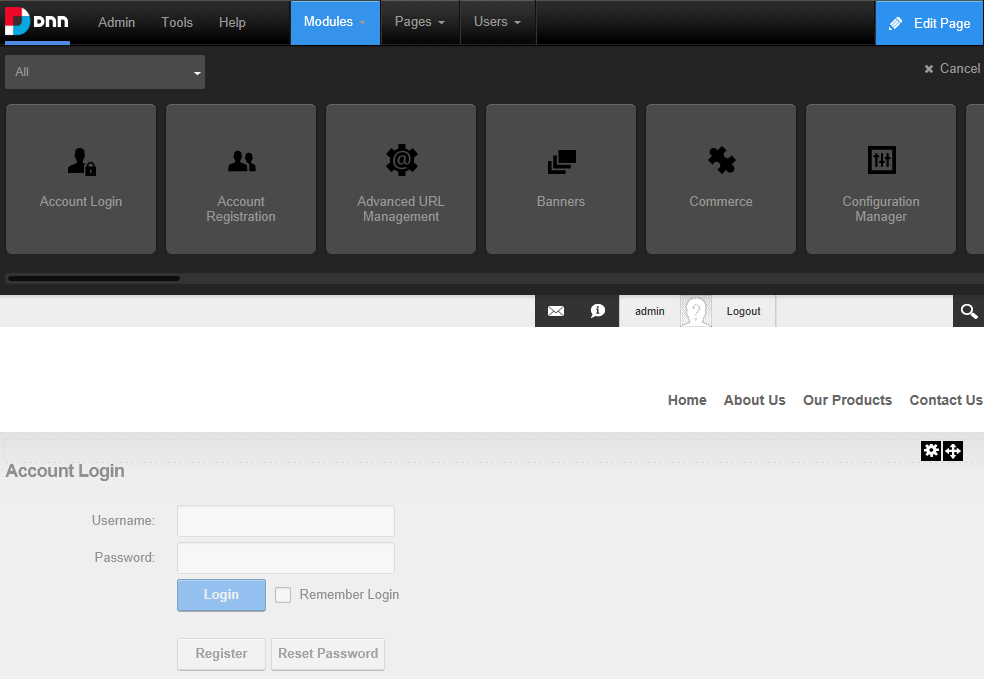 DNN Admin Tools Help Modules Pages Users Edit Page
All
Cancel
Account Login
Account
Registration
Advanced URL
Management
Banners
Commerce
Configuration
Manager
admin Logout
Home About Us Our Products Contact Us
Account Login
Username:
Password:
Login Remember Login
Register Reset Password